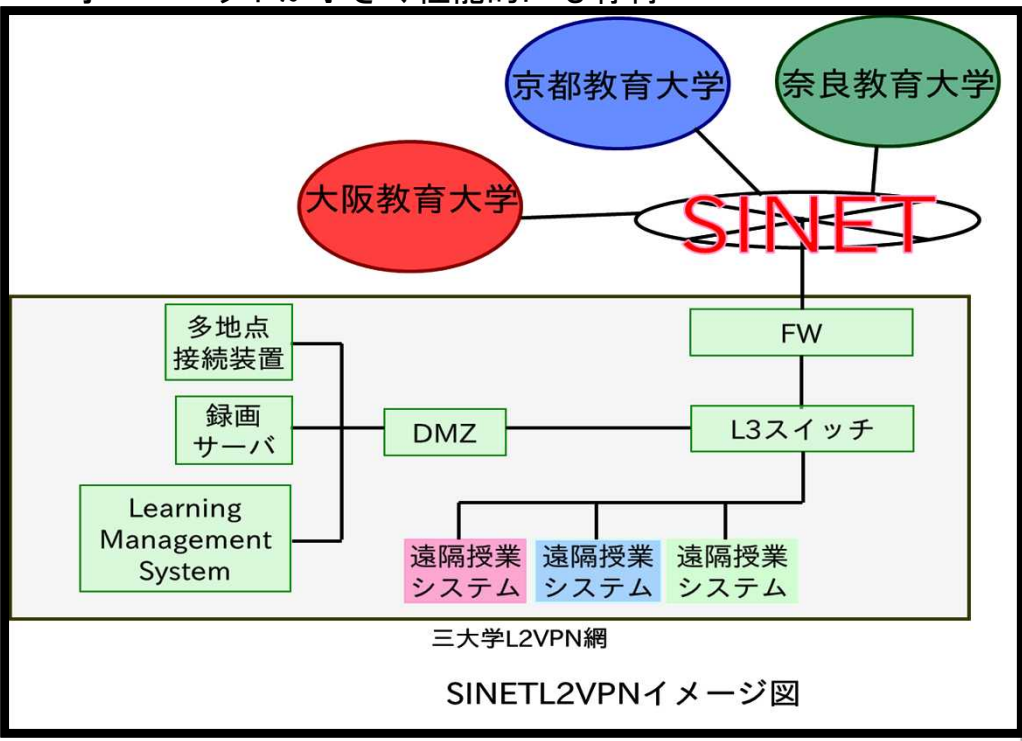 京都教育大学
奈良教育大学
大阪教育大学
SINET
多地点
接続装置
FW
録画
サーバ
DMZ
L3スイッチ
Learning
Management
System
遠隔授業
システム
遠隔授業
システム
遠隔授業
システム
三大学L2VPN網
SINETL2VPNイメージ図